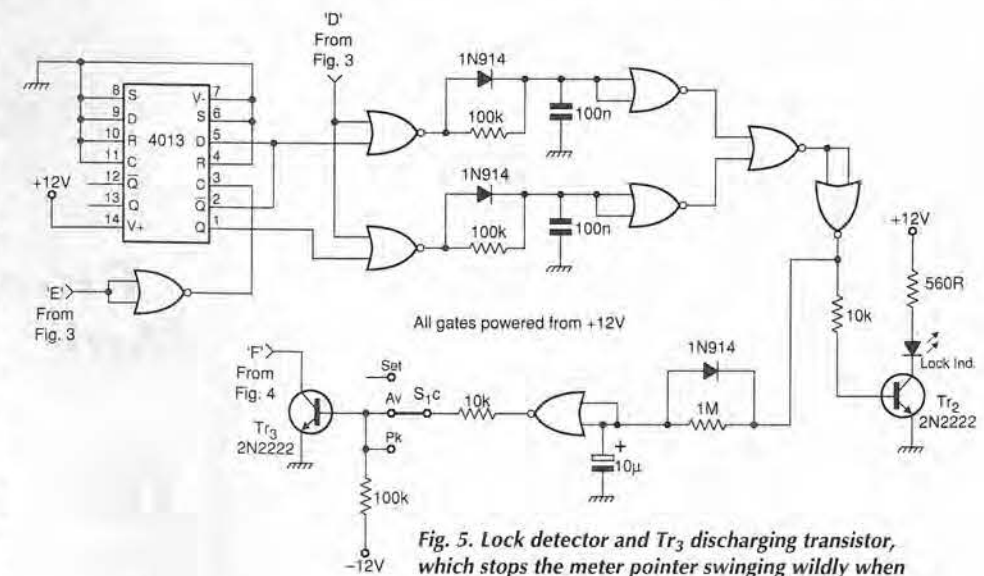 'D'
From
Fig. 3
1N914
100k
100n
8 S V- 7
9 D S 6
10 R D 5
11 C R 4
4013
12 Q̅ C 3
13 Q Q̅ 2
14 V+ Q 1
+12V
1N914
100k
100n
+12V
560R
10k
Lock Ind.
Tr2
2N2222
'E'
From
Fig. 3
All gates powered from +12V
'F'
From
Fig. 4
Set
Av
S1c
Pk
10k
1N914
1M
10µ
+
Tr3
2N2222
100k
−12V
Fig. 5. Lock detector and Tr3 discharging transistor,
which stops the meter pointer swinging wildly when